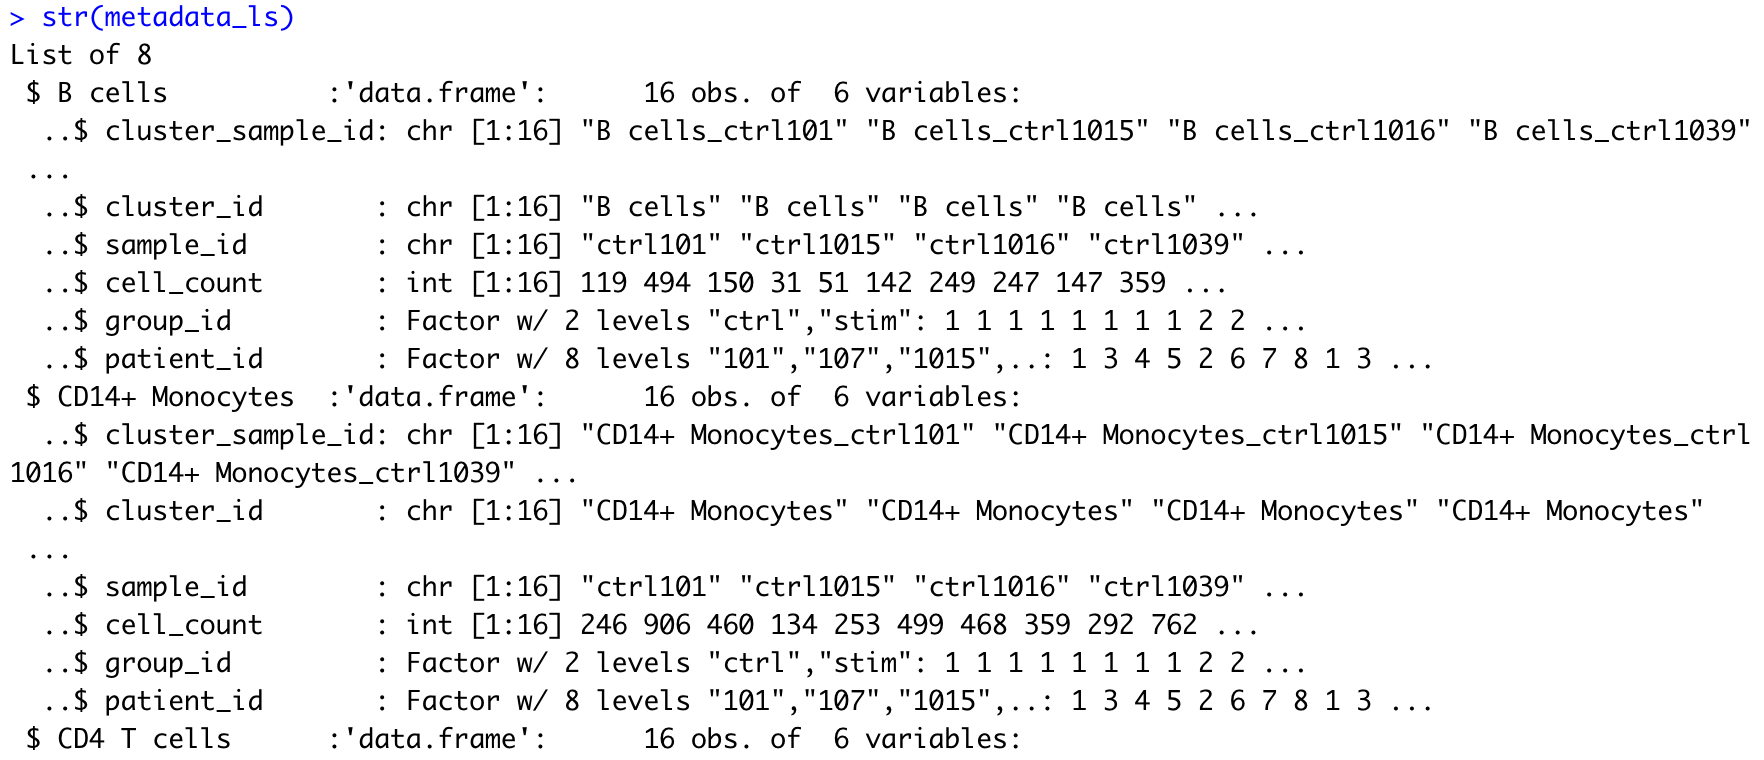 > str(metadata_ls)
List of 8
 $ B cells          :'data.frame':      16 obs. of  6 variables:
  ..$ cluster_sample_id: chr [1:16] "B cells_ctrl101" "B cells_ctrl1015" "B cells_ctrl1016" "B cells_ctrl1039"
 ...
  ..$ cluster_id       : chr [1:16] "B cells" "B cells" "B cells" "B cells" ...
  ..$ sample_id        : chr [1:16] "ctrl101" "ctrl1015" "ctrl1016" "ctrl1039" ...
  ..$ cell_count       : int [1:16] 119 494 150 31 51 142 249 247 147 359 ...
  ..$ group_id         : Factor w/ 2 levels "ctrl","stim": 1 1 1 1 1 1 1 1 2 2 ...
  ..$ patient_id       : Factor w/ 8 levels "101","107","1015",..: 1 3 4 5 2 6 7 8 1 3 ...
 $ CD14+ Monocytes  :'data.frame':      16 obs. of  6 variables:
  ..$ cluster_sample_id: chr [1:16] "CD14+ Monocytes_ctrl101" "CD14+ Monocytes_ctrl1015" "CD14+ Monocytes_ctrl
1016" "CD14+ Monocytes_ctrl1039" ...
  ..$ cluster_id       : chr [1:16] "CD14+ Monocytes" "CD14+ Monocytes" "CD14+ Monocytes" "CD14+ Monocytes"
 ...
  ..$ sample_id        : chr [1:16] "ctrl101" "ctrl1015" "ctrl1016" "ctrl1039" ...
  ..$ cell_count       : int [1:16] 246 906 460 134 253 499 468 359 292 762 ...
  ..$ group_id         : Factor w/ 2 levels "ctrl","stim": 1 1 1 1 1 1 1 1 2 2 ...
  ..$ patient_id       : Factor w/ 8 levels "101","107","1015",..: 1 3 4 5 2 6 7 8 1 3 ...
 $ CD4 T cells      :'data.frame':      16 obs. of  6 variables: